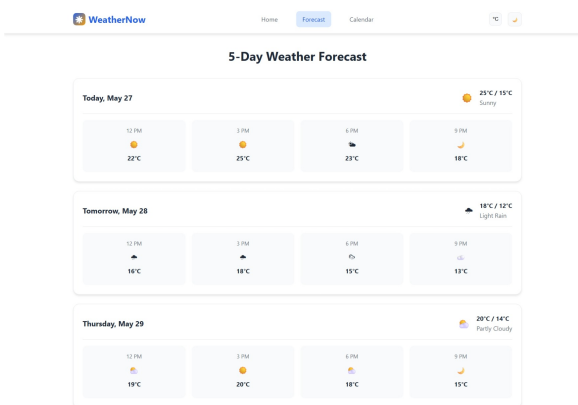 WeatherNow
Home Forecast Calendar °C
5-Day Weather Forecast
Today, May 27
25°C / 15°C
Sunny
12 PM 3 PM 6 PM 9 PM
22°C 25°C 23°C 18°C
Tomorrow, May 28
18°C / 12°C
Light Rain
12 PM 3 PM 6 PM 9 PM
16°C 18°C 15°C 13°C
Thursday, May 29
20°C / 14°C
Partly Cloudy
12 PM 3 PM 6 PM 9 PM
19°C 20°C 18°C 15°C